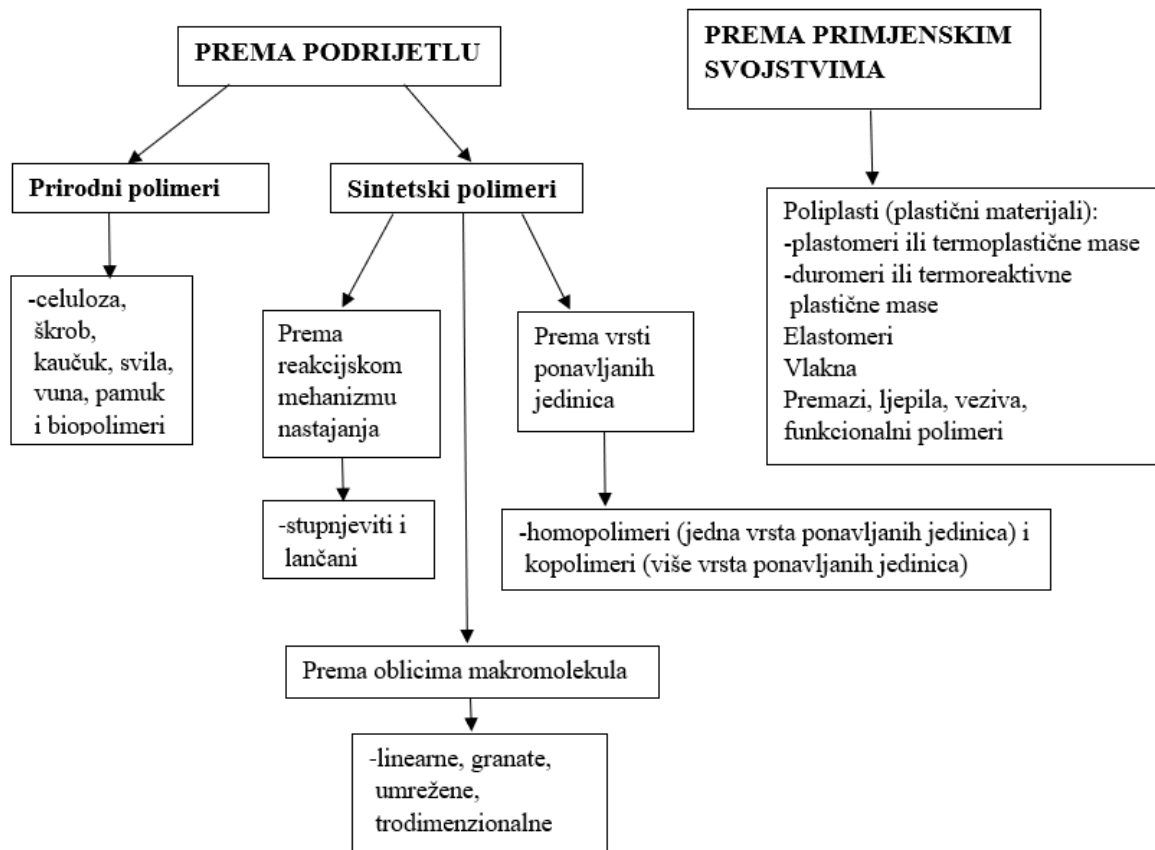 PREMA PODRIJETLU
PREMA PRIMJENSKIM
SVOJSTVIMA
Prirodni polimeri
Sintetski polimeri
-celuloza,
škrob,
kaučuk, svila,
vuna, pamuk
i biopolimeri
Prema
reakcijskom
mehanizmu
nastajanja
-stupnjeviti i
lančani
Prema vrsti
ponavljanih
jedinica
-homopolimeri (jedna vrsta ponavljanih jedinica) i
kopolimeri (više vrsta ponavljanih jedinica)
Prema oblicima makromolekula
-linearne, granate,
umrežene,
trodimenzionalne
Poliplasti (plastični materijali):
-plastomeri ili termoplastične mase
-duromeri ili termoreaktivne
plastične mase
Elastomeri
Vlakna
Premazi, ljepila, veziva,
funkcionalni polimeri